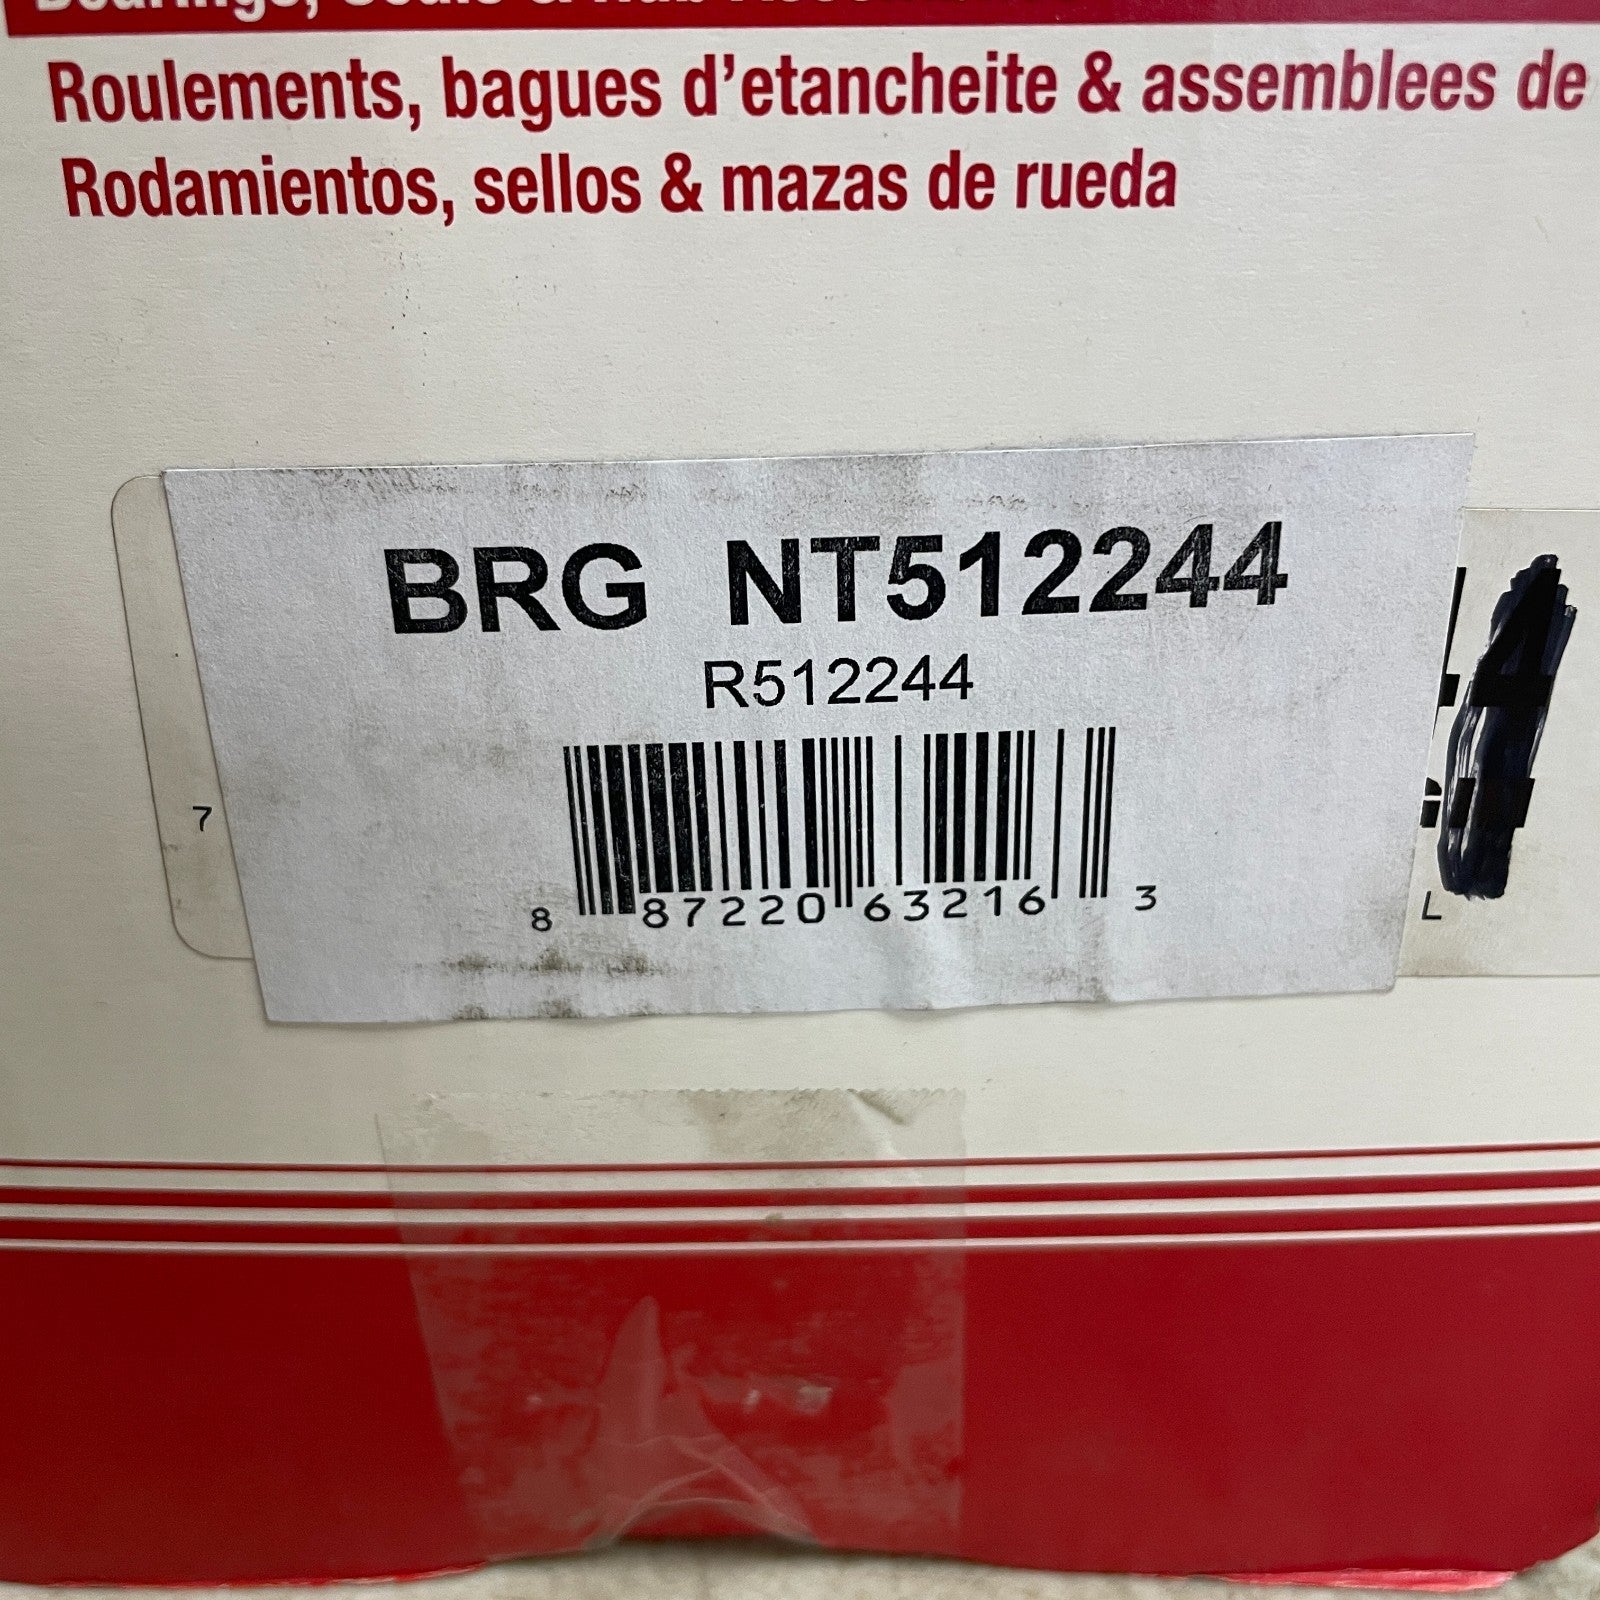 Roulements, bagues d'etancheite & assemblees de
Rodamientos, sellos & mazas de rueda
BRG NT512244
R512244
7
8 87220 63216 3
L